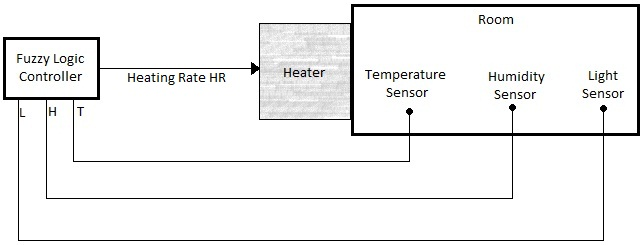 Room
Fuzzy Logic
Controller
Heating Rate HR
Heater
Temperature
Sensor
Humidity
Sensor
Light
Sensor
L
H
T